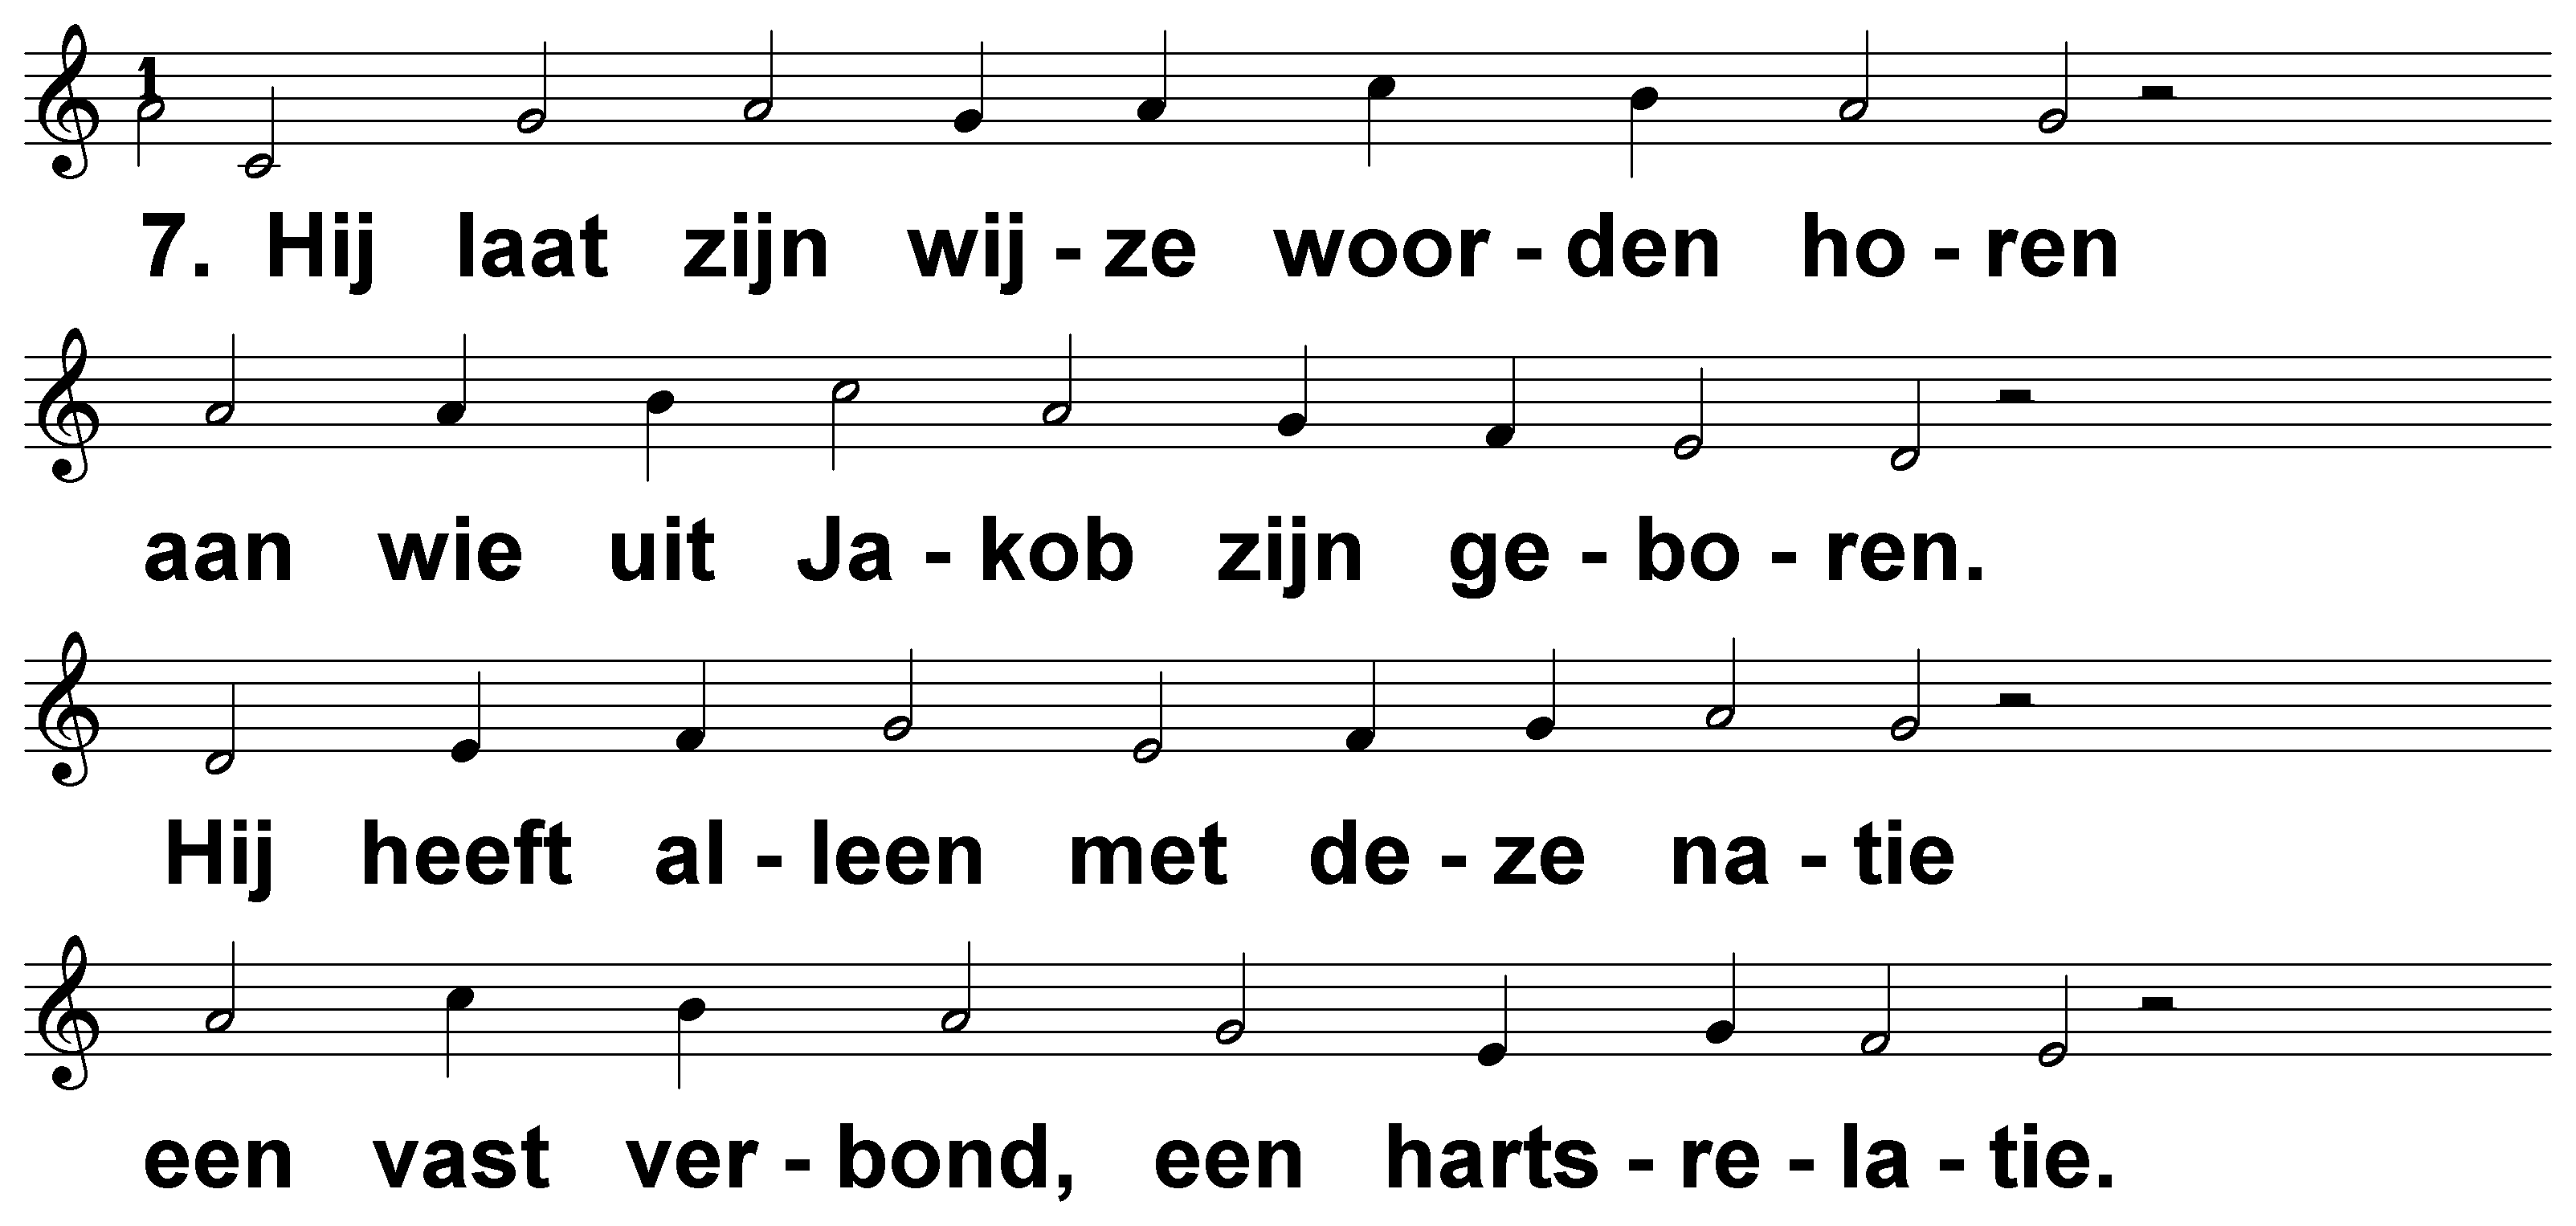 1
7. Hij laat zijn wij - ze woor - den ho - ren
aan wie uit Ja - kob zijn ge - bo - ren.
Hij heeft al - leen met de - ze na - tie
een vast ver - bond, een harts - re - la - tie.